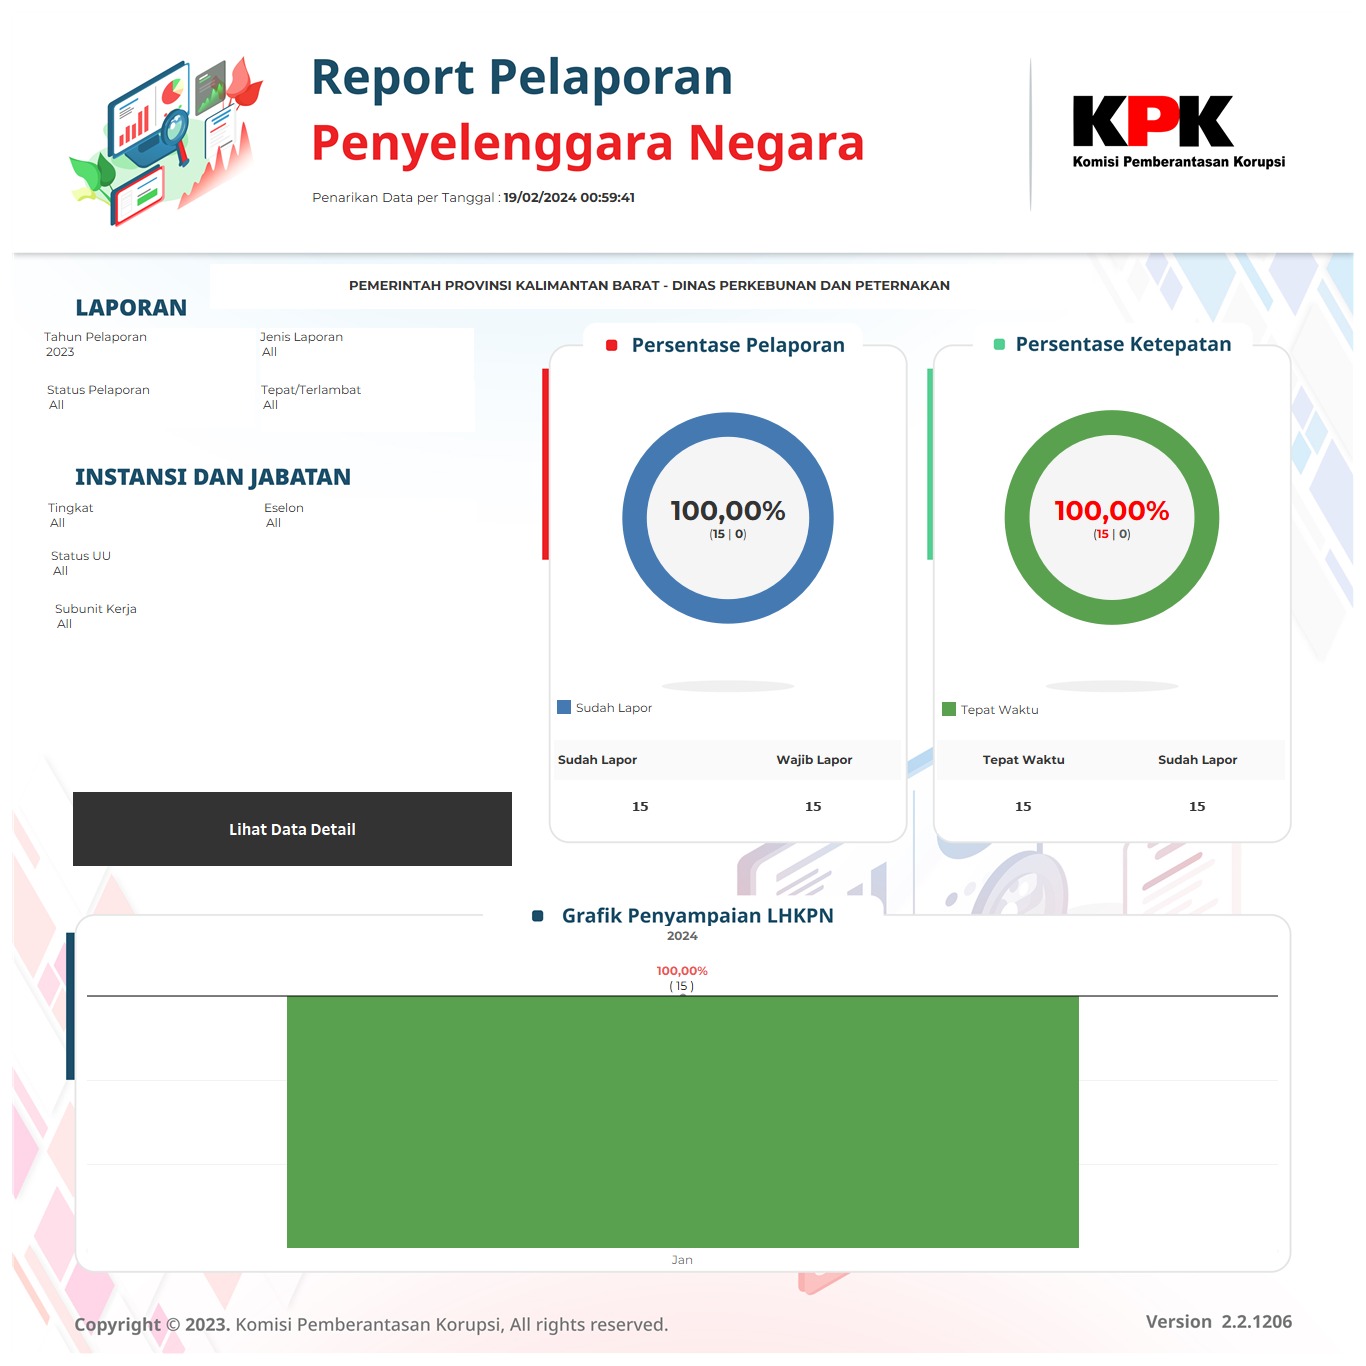 Report Pelaporan
Penyelenggara Negara
Penarikan Data per Tanggal : 19/02/2024 00:59:41
KPK
Komisi Pemberantasan Korupsi
PEMERINTAH PROVINSI KALIMANTAN BARAT - DINAS PERKEBUNAN DAN PETERNAKAN
LAPORAN
Tahun Pelaporan
2023
Jenis Laporan
All
Status Pelaporan
All
Tepat/Terlambat
All
INSTANSI DAN JABATAN
Tingkat
All
Eselon
All
Status UU
All
Subunit Kerja
All
Lihat Data Detail
Persentase Pelaporan
100,00%
(15 | 0)
Sudah Lapor
Sudah Lapor Wajib Lapor
15 15
Persentase Ketepatan
100,00%
(15 | 0)
Tepat Waktu
Tepat Waktu Sudah Lapor
15 15
Grafik Penyampaian LHKPN
2024
100,00%
( 15 )
Jan
Copyright © 2023. Komisi Pemberantasan Korupsi, All rights reserved.
Version 2.2.1206